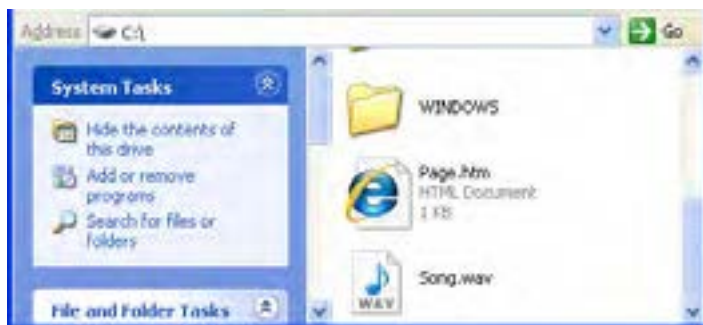 Address C:\ Go
System Tasks
Hide the contents of
this drive
Add or remove
programs
Search for files or
folders
File and Folder Tasks
WINDOWS
Page.htm
HTML Document
1 KB
Song.wav
WAV